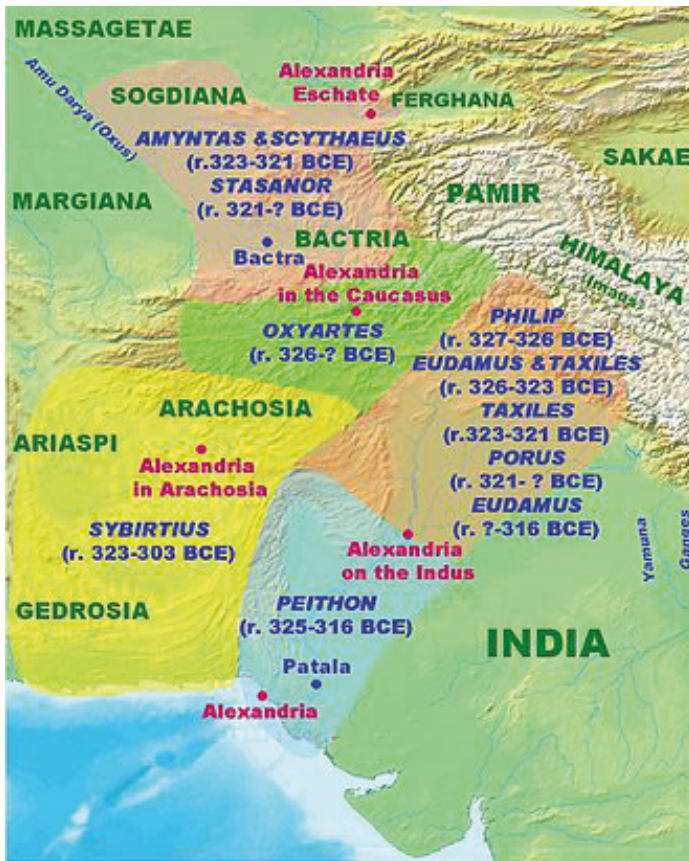 MASSAGETAE
Amu Darya (Oxus)
SOGDIANA
Alexandria
Eschate
FERGHANA
AMYNTAS & SCYTHAEUS
(r.323-321 BCE)
STASANOR
(r. 321-? BCE)
SAKAE
MARGIANA
PAMIR
BACTRIA
Bactra
HIMALAYA
(Imaus)
Alexandria
in the Caucasus
OXYARTES
(r. 326-? BCE)
PHILIP
(r. 327-326 BCE)
EUDAMUS & TAXILES
(r. 326-323 BCE)
TAXILES
(r.323-321 BCE)
PORUS
(r. 321- ? BCE)
EUDAMUS
(r. ?-316 BCE)
ARACHOSIA
ARIASPI
Alexandria
in Arachosia
SYBIRTIUS
(r. 323-303 BCE)
Alexandria
on the Indus
Yamuna
Ganges
GEDROSIA
PEITHON
(r. 325-316 BCE)
INDIA
Patala
Alexandria